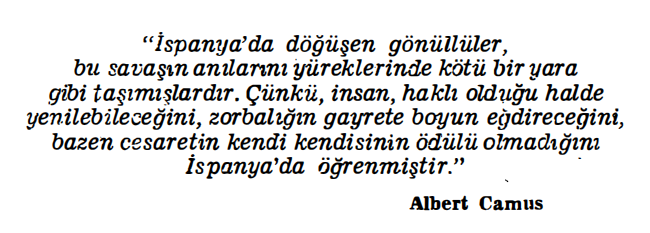 “İspanya’da döğüşen gönüllüler,
bu savaşın anılarını yüreklerinde kötü bir yara
gibi taşımışlardır. Çünkü, insan, haklı olduğu halde
yenilebileceğini, zorbalığın gayrete boyun eğdireceğini,
bazen cesaretin kendi kendisinin ödülü olmadığını
İspanya’da öğrenmiştir.”
Albert Camus